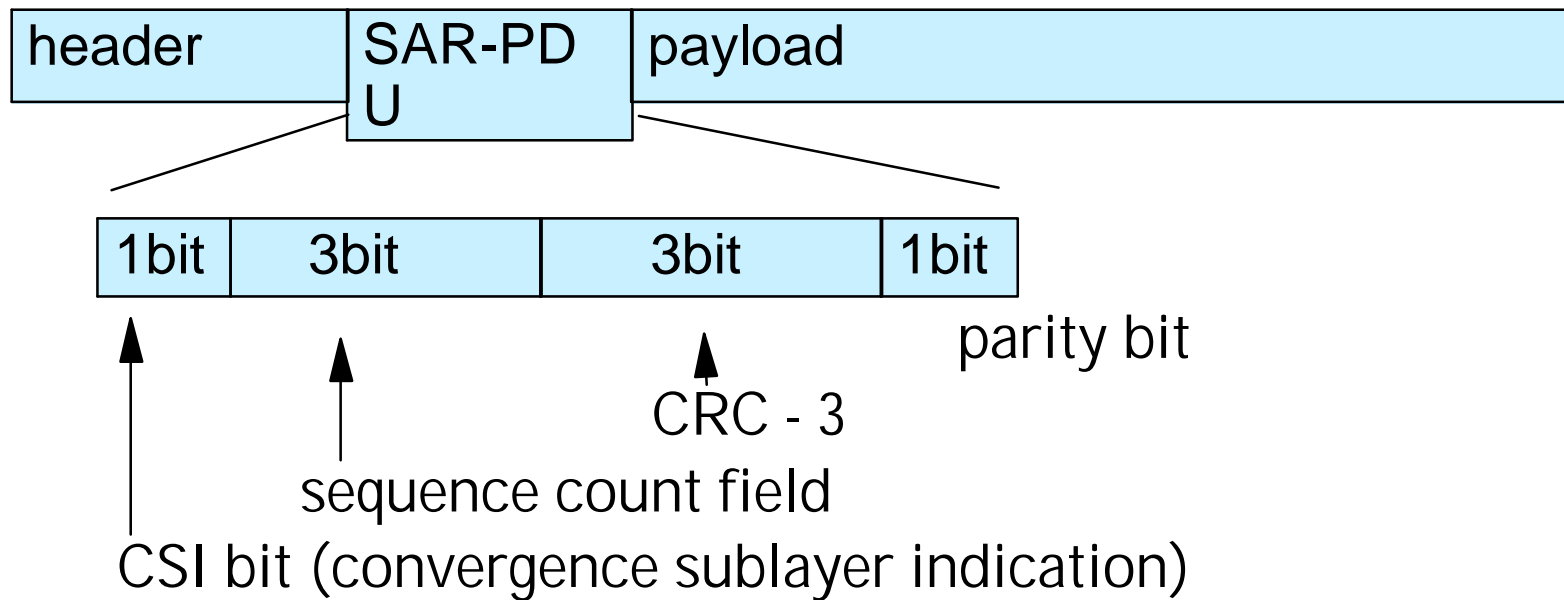 header
SAR-PD
U
payload
1bit
3bit
3bit
1bit
parity bit
CRC - 3
sequence count field
CSI bit (convergence sublayer indication)